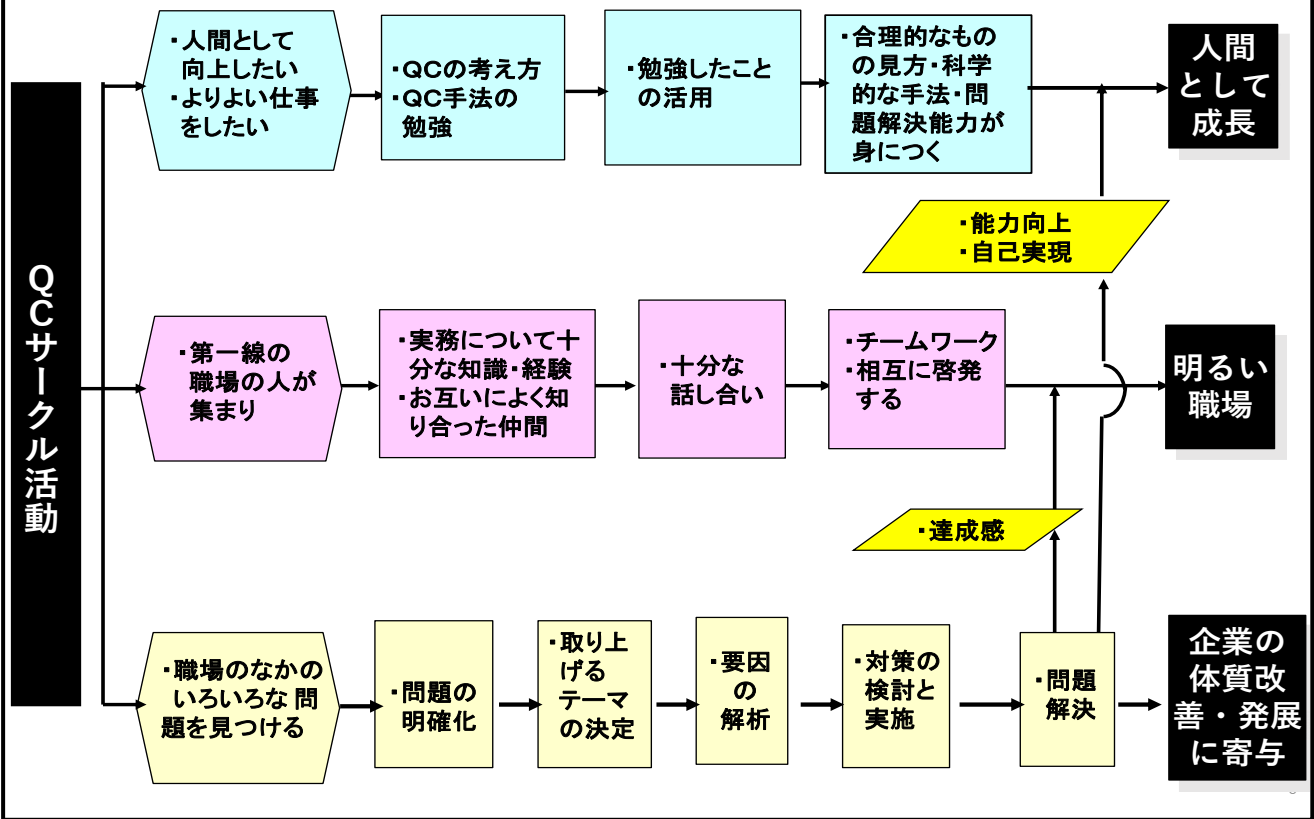 QCサークル活動
・人間として
向上したい
・よりよい仕事
をしたい
・QCの考え方
・QC手法の
勉強
・勉強したこと
の活用
・合理的なもの
の見方・科学
的な手法・問
題解決能力が
身につく
人間
として
成長
・能力向上
・自己実現
・第一線の
職場の人が
集まり
・実務について十
分な知識・経験
・お互いによく知
り合った仲間
・十分な
話し合い
・チームワーク
・相互に啓発
する
明るい
職場
・達成感
・職場のなかの
いろいろな 問
題を見つける
・問題の
明確化
・取り上
げる
テーマ
の決定
・要因
の
解析
・対策の
検討と
実施
・問題
解決
企業の
体質改
善・発展
に寄与